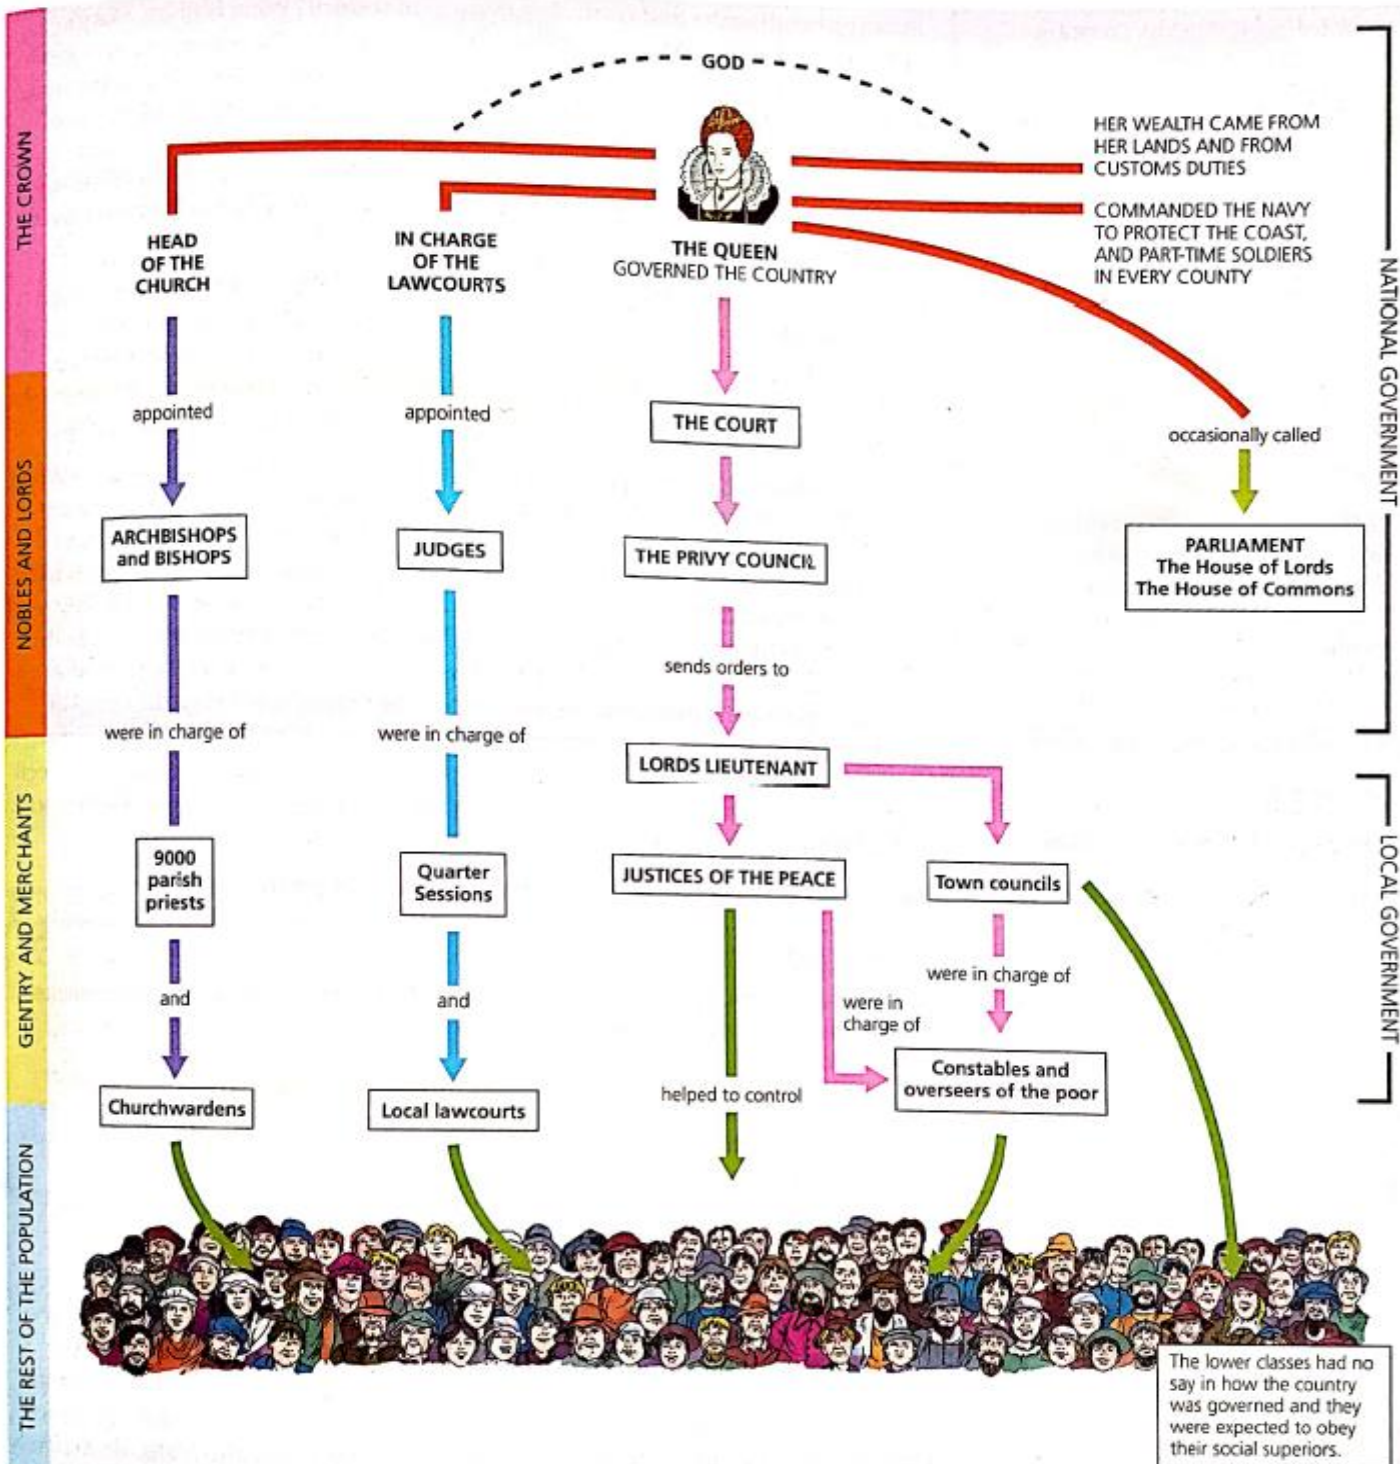 THE CROWN
NOBLES AND LORDS
GENTRY AND MERCHANTS
THE REST OF THE POPULATION
GOD
HER WEALTH CAME FROM
HER LANDS AND FROM
CUSTOMS DUTIES
COMMANDED THE NAVY
TO PROTECT THE COAST,
AND PART-TIME SOLDIERS
IN EVERY COUNTY
HEAD
OF THE
CHURCH
IN CHARGE
OF THE
LAWCOURTS
THE QUEEN
GOVERNED THE COUNTRY
appointed
appointed
THE COURT
occasionally called
ARCHBISHOPS
and BISHOPS
JUDGES
THE PRIVY COUNCIL
PARLIAMENT
The House of Lords
The House of Commons
sends orders to
were in charge of
were in charge of
LORDS LIEUTENANT
9000
parish
priests
Quarter
Sessions
JUSTICES OF THE PEACE
Town councils
and
and
were in
charge of
were in charge of
Churchwardens
Local lawcourts
helped to control
Constables and
overseers of the poor
The lower classes had no
say in how the country
was governed and they
were expected to obey
their social superiors.
NATIONAL GOVERNMENT
LOCAL GOVERNMENT